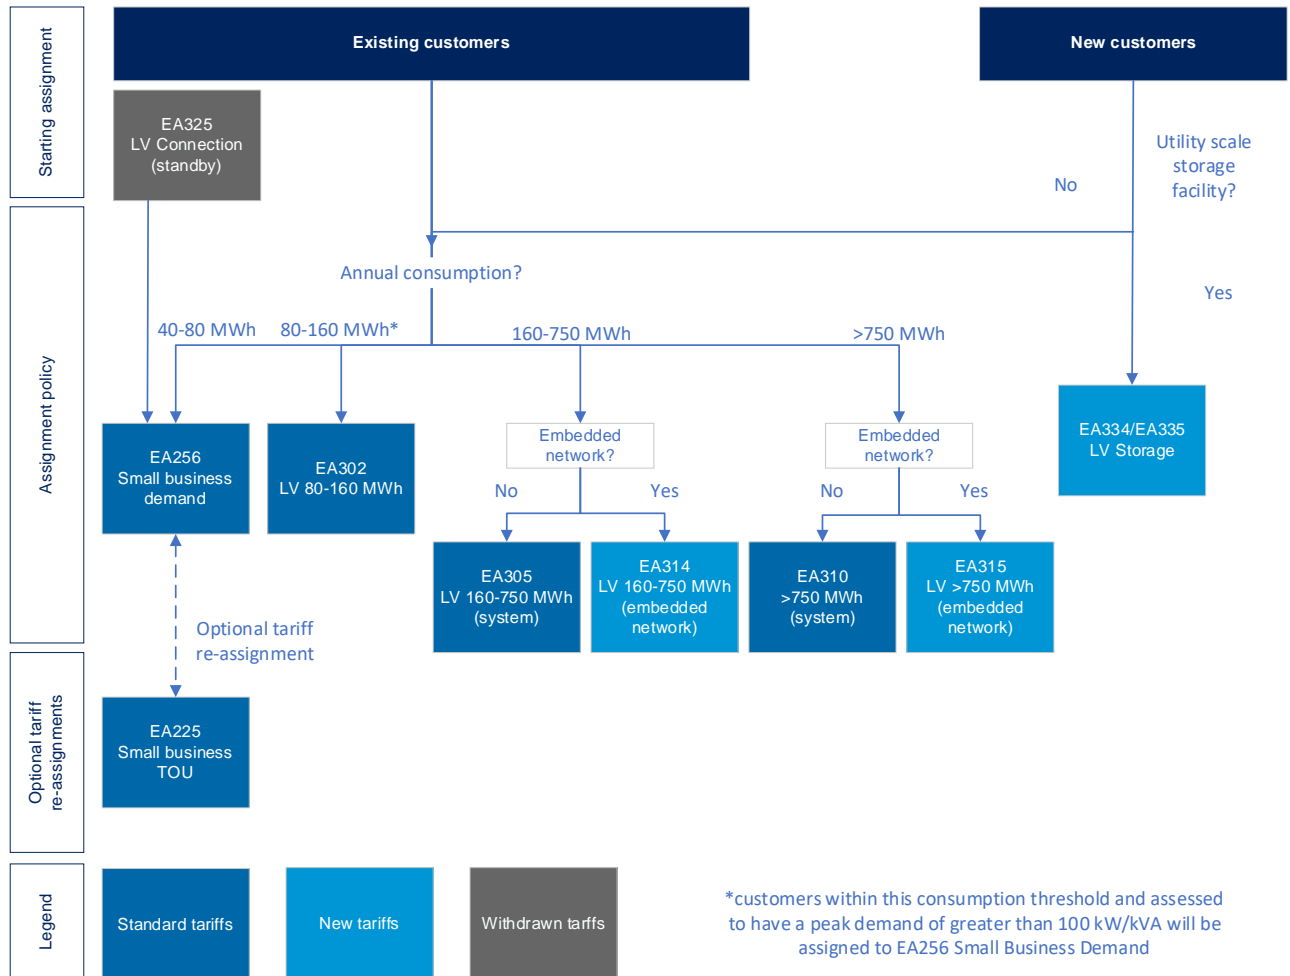 Starting assignment
Existing customers
New customers
EA325
LV Connection
(standby)
Utility scale
storage
facility?
No
Yes
Assignment policy
Annual consumption?
40-80 MWh
80-160 MWh*
160-750 MWh
>750 MWh
EA256
Small business
demand
EA302
LV 80-160 MWh
Embedded
network?
Embedded
network?
EA334/EA335
LV Storage
No
Yes
No
Yes
EA305
LV 160-750 MWh
(system)
EA314
LV 160-750 MWh
(embedded
network)
EA310
>750 MWh
(system)
EA315
LV >750 MWh
(embedded
network)
Optional tariff
re-assignment
Optional tariff
re-assignments
EA225
Small business
TOU
Legend
Standard tariffs
New tariffs
Withdrawn tarffs
*customers within this consumption threshold and assessed
to have a peak demand of greater than 100 kW/kVA will be
assigned to EA256 Small Business Demand